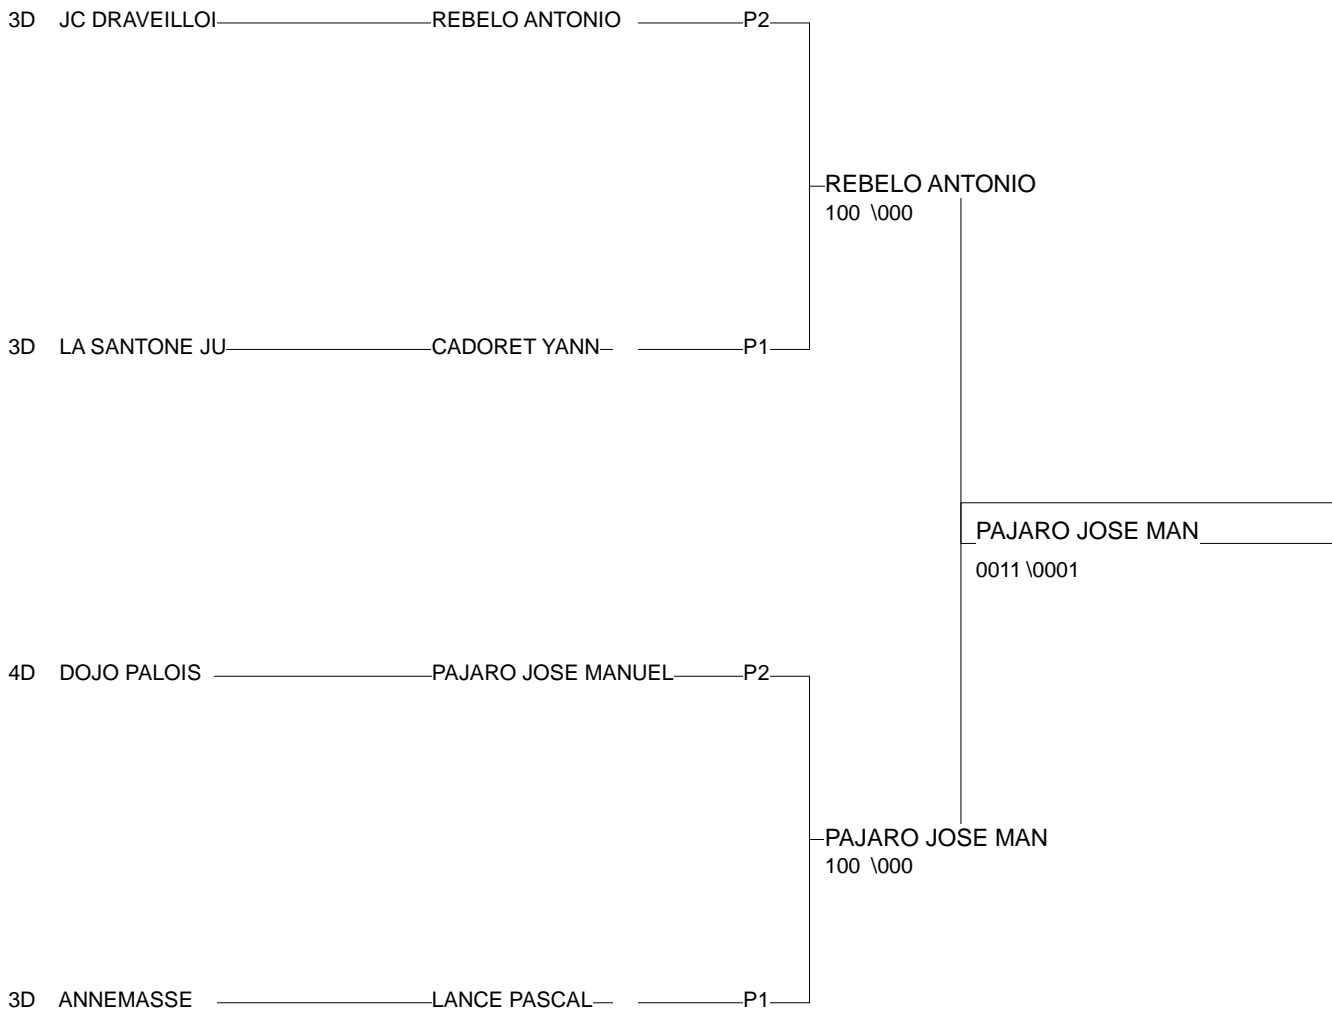 3D JC DRAVEILLOI REBELO ANTONIO P2
REBELO ANTONIO
100 \000
3D LA SANTONE JU CADORET YANN P1
PAJARO JOSE MAN
0011 \0001
4D DOJO PALOIS PAJARO JOSE MANUEL P2
PAJARO JOSE MAN
100 \000
3D ANNEMASSE LANCE PASCAL P1